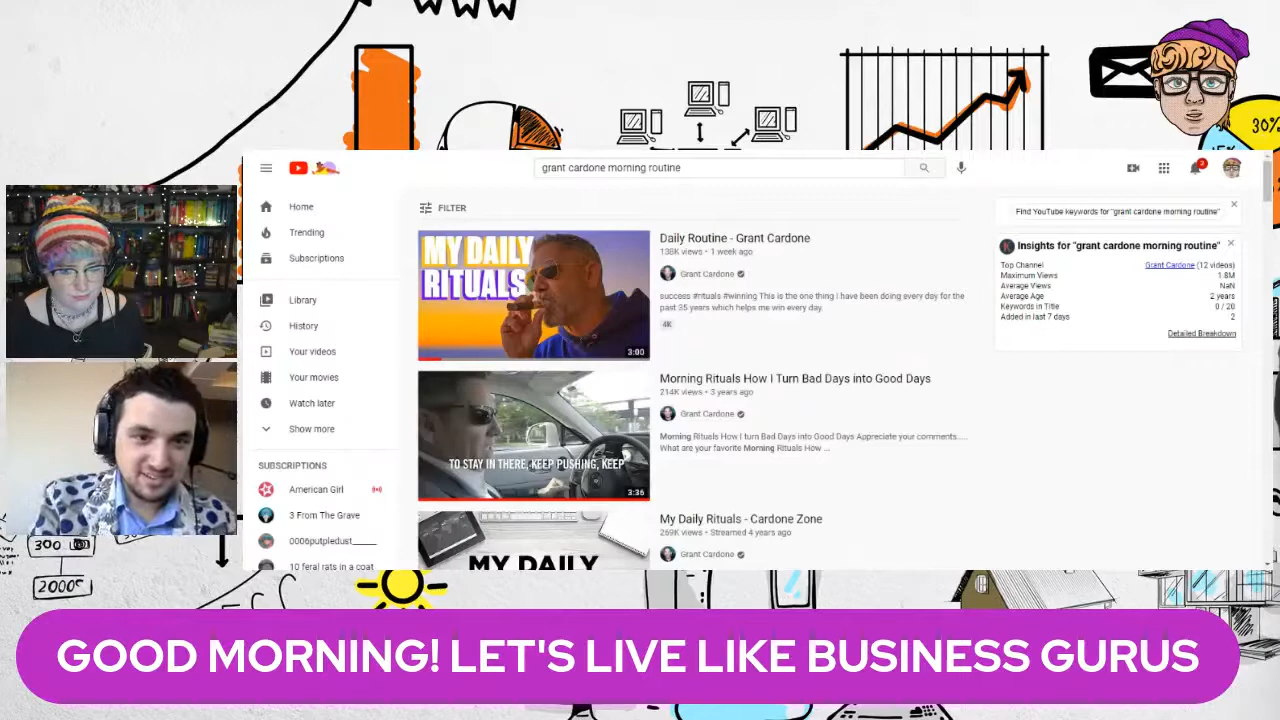 WWW
30%
grant cardone morning routine
2
Home
Trending
Subscriptions
Library
History
Your videos
Your movies
Watch later
Show more
SUBSCRIPTIONS
American Girl
3 From The Grave
0006putpledust_____
10 feral rats in a coat
FILTER
MY DAILY
RITUALS
3:00
Daily Routine - Grant Cardone
138K views • 1 week ago
Grant Cardone
success #rituals #winning This is the one thing I have been doing every day for the
past 35 years which helps me win every day.
4K
TO STAY IN THERE, KEEP PUSHING, KEEP
3:36
Morning Rituals How I Turn Bad Days into Good Days
214K views • 3 years ago
Grant Cardone
Morning Rituals How I turn Bad Days into Good Days Appreciate your comments.....
What are your favorite Morning Rituals How ...
MY DAILY
My Daily Rituals - Cardone Zone
269K views • Streamed 4 years ago
Grant Cardone
Find YouTube keywords for "grant cardone morning routine"
Insights for "grant cardone morning routine"
Top Channel Grant Cardone (12 videos)
Maximum Views 1.8M
Average Views NaN
Average Age 2 years
Keywords in Title 0 / 20
Added in last 7 days 2
Detailed Breakdown
300
2000
GOOD MORNING! LET'S LIVE LIKE BUSINESS GURUS